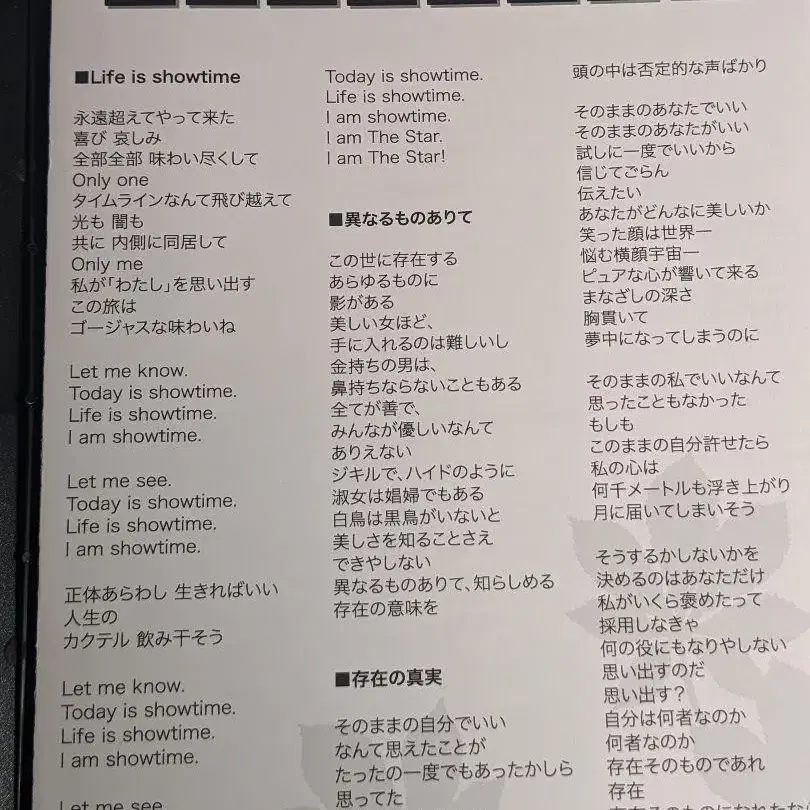 ■Life is showtime
永遠超えてやって来た
喜び 哀しみ
全部全部 味わい尽くして
Only one
タイムラインなんて飛び越えて
光も 闇も
共に 内側に同居して
Only me
私が「わたし」を思い出す
この旅は
ゴージャスな味わいね
Let me know.
Today is showtime.
Life is showtime.
I am showtime.
Let me see.
Today is showtime.
Life is showtime.
I am showtime.
正体あらわし 生きればいい
人生の
カクテル 飲み干そう
Let me know.
Today is showtime.
Life is showtime.
I am showtime.
Let me see
Today is showtime.
Life is showtime.
I am showtime.
I am The Star.
I am The Star!
■異なるものありて
この世に存在する
あらゆるものに
影がある
美しい女ほど、
手に入れるのは難しいし
金持ちの男は、
鼻持ちならないこともある
全てが善で、
みんなが優しいなんて
ありえない
ジキルで、ハイドのように
淑女は娼婦でもある
白鳥は黒鳥がいないと
美しさを知ることさえ
できやしない
異なるものありて、知らしめる
存在の意味を
■存在の真実
そのままの自分でいい
なんて思えたことが
たったの一度でもあったかしら
思ってた
頭の中は否定的な声ばかり
そのままのあなたでいい
そのままのあなたがいい
試しに一度でいいから
信じてごらん
伝えたい
あなたがどんなに美しいか
笑った顔は世界一
悩む横顔宇宙一
ピュアな心が響いて来る
まなざしの深さ
胸貫いて
夢中になってしまうのに
そのままの私でいいなんて
思ったこともなかった
もしも
このままの自分許せたら
私の心は
何千メートルも浮き上がり
月に届いてしまいそう
そうするかしないかを
決めるのはあなただけ
私がいくら褒めたって
採用しなきゃ
何の役にもなりやしない
思い出すのだ
思い出す？
自分は何者なのか
何者なのか
存在そのものであれ
存在